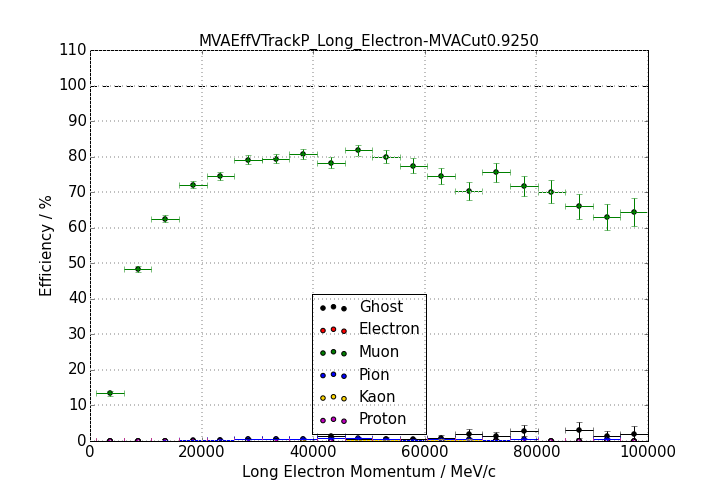 MVAEffVTrackP_Long_Electron-MVACut0.9250
110
100
90
80
70
60
50
40
30
20
10
0
Efficiency / %
Ghost
Electron
Muon
Pion
Kaon
Proton
0 20000 40000 60000 80000 100000
Long Electron Momentum / MeV/c